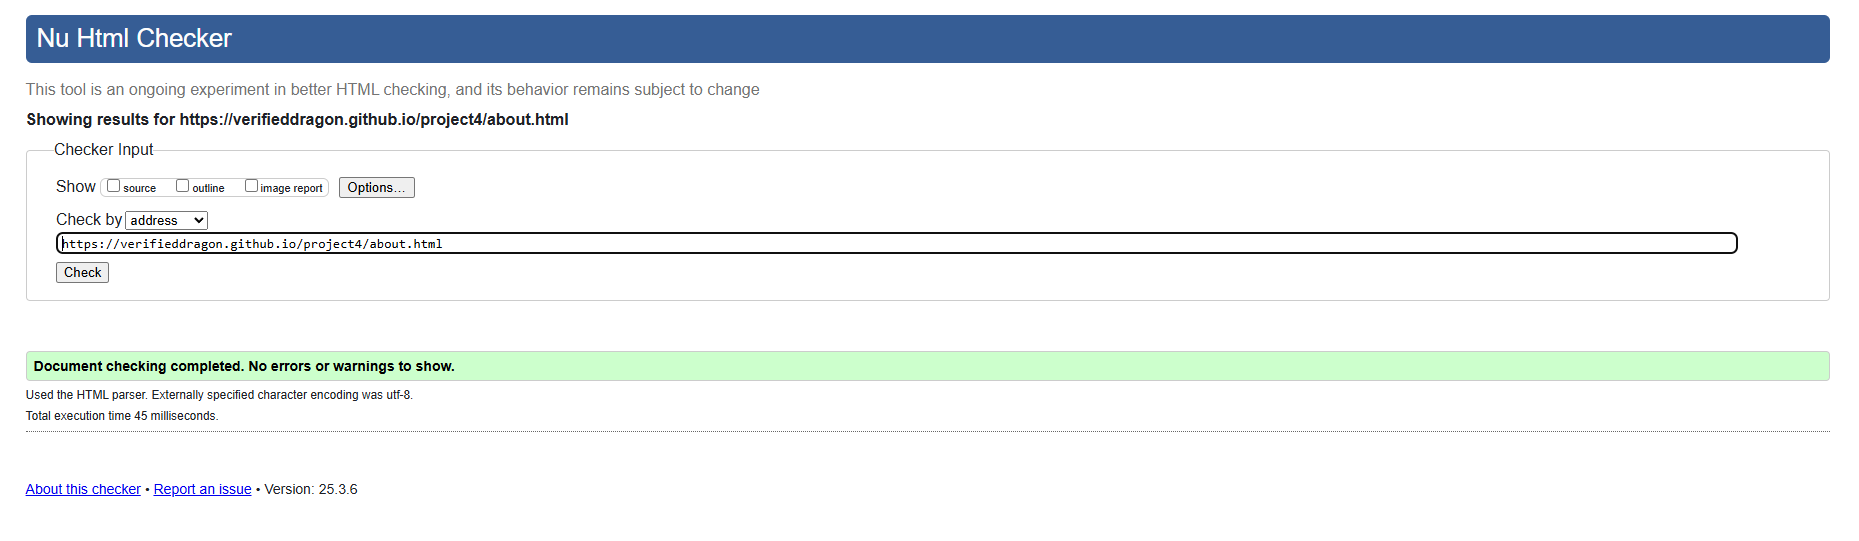 Nu Html Checker
This tool is an ongoing experiment in better HTML checking, and its behavior remains subject to change
Showing results for https://verifieddragon.github.io/project4/about.html
Checker Input
Show source outline image report Options...
Check by address
https://verifieddragon.github.io/project4/about.html
Check
Document checking completed. No errors or warnings to show.
Used the HTML parser. Externally specified character encoding was utf-8.
Total execution time 45 milliseconds.
About this checker • Report an issue • Version: 25.3.6